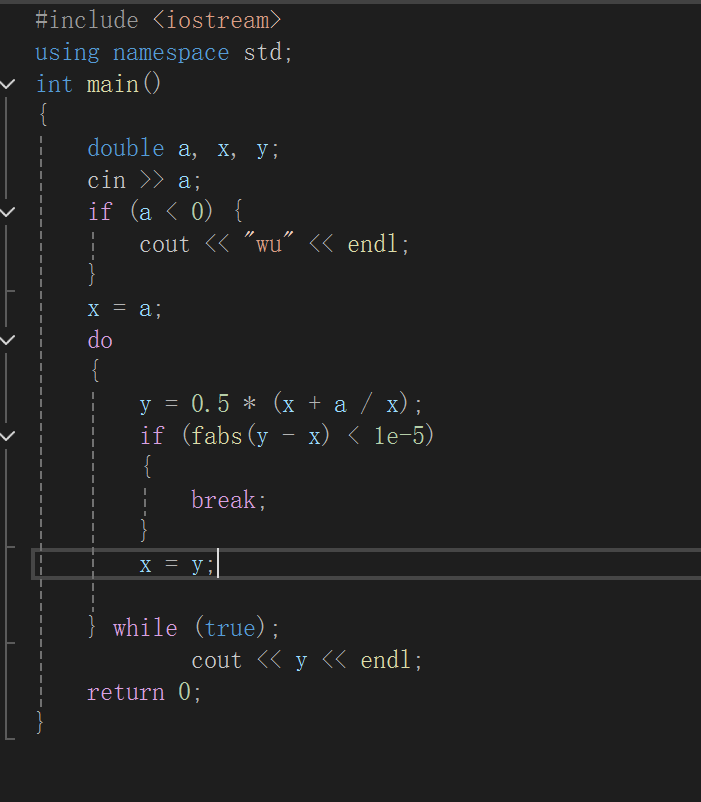 #include <iostream>
using namespace std;
int main()
{
double a, x, y;
cin >> a;
if (a < 0) {
cout << "wu" << endl;
}
x = a;
do
{
y = 0.5 * (x + a / x);
if (fabs(y - x) < 1e-5)
{
break;
}
x = y;
} while (true);
cout << y << endl;
return 0;
}